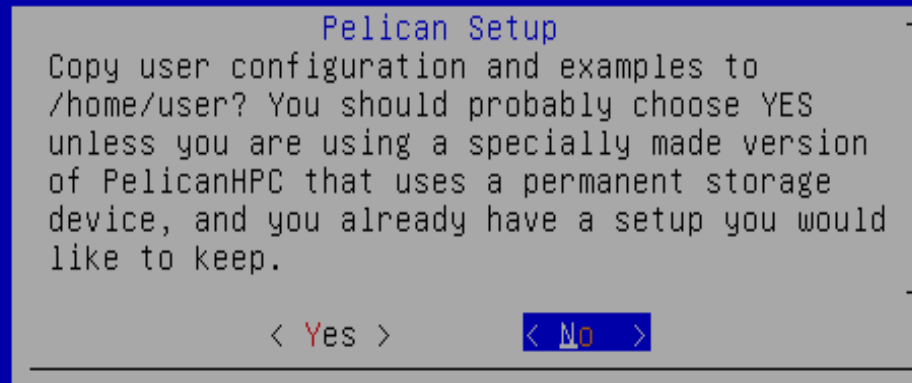 Pelican Setup
Copy user configuration and examples to
/home/user? You should probably choose YES
unless you are using a specially made version
of PelicanHPC that uses a permanent storage
device, and you already have a setup you would
like to keep.
< Yes > < No >